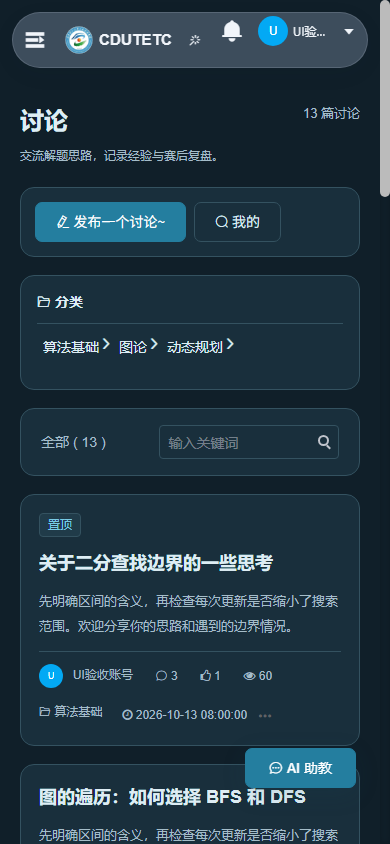 CDUTETC
U
UI验...
讨论
13 篇讨论
交流解题思路，记录经验与赛后复盘。
发布一个讨论~
我的
分类
算法基础
图论
动态规划
全部 ( 13 )
输入关键词
置顶
关于二分查找边界的一些思考
先明确区间的含义，再检查每次更新是否缩小了搜索
范围。欢迎分享你的思路和遇到的边界情况。
U
UI验收账号
3
1
60
算法基础
2026-10-13 08:00:00
AI 助教
图的遍历：如何选择 BFS 和 DFS
先明确区间的含义，再检查每次更新是否缩小了搜索